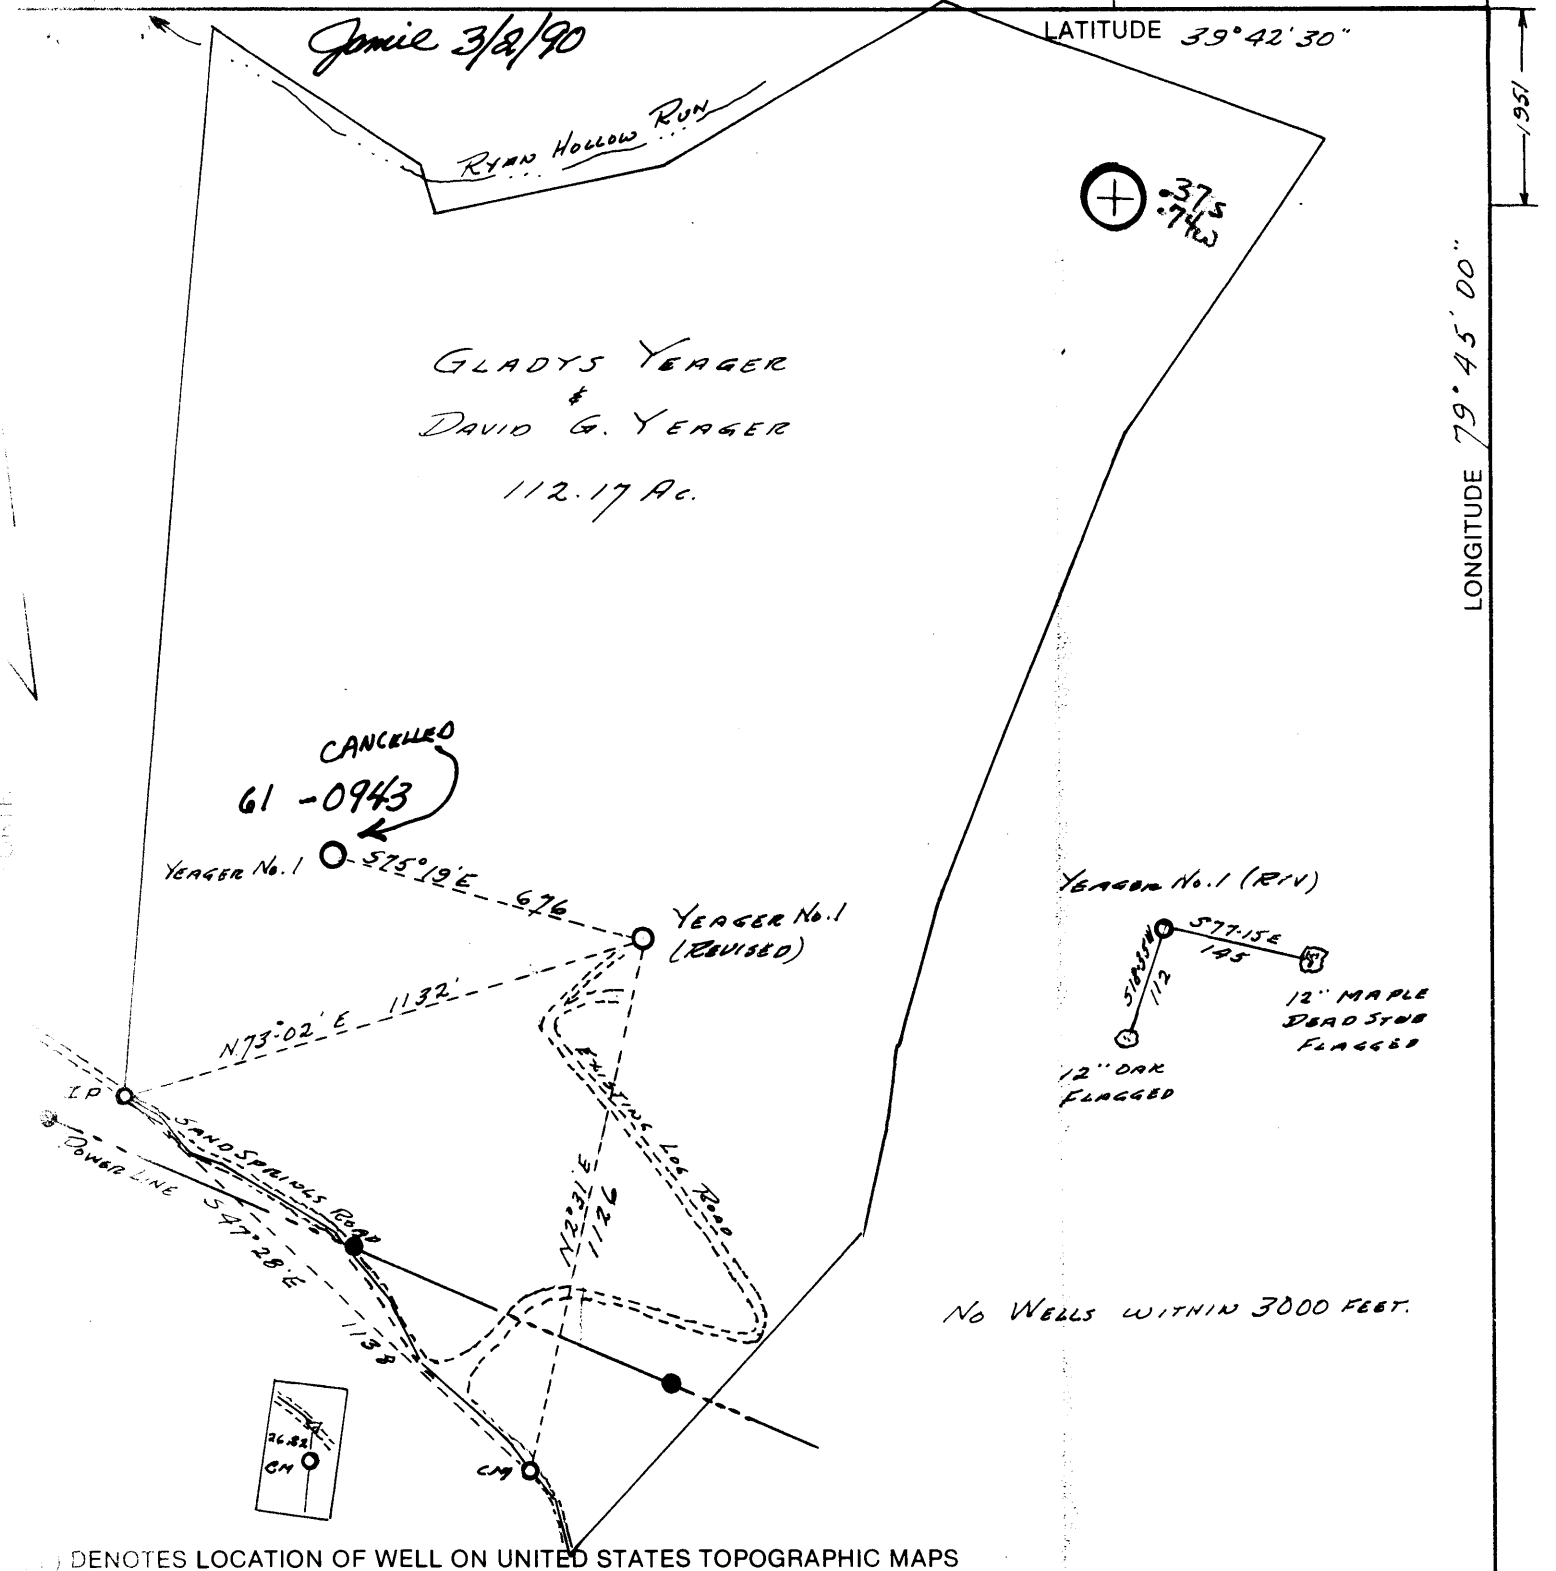 Jamie 3/2/90
LATITUDE 39°42'30"
1951
RYAN HOLLOW RUN
.37s
.74w
LONGITUDE 79°45'00"
GLADYS YEAGER
&
DAVID G. YEAGER
112.17 Ac.
CANCELLED
61-0943
YEAGER No. 1
S75°19'E
676
YEAGER No. 1
(REVISED)
N73°02'E 1132'
YEAGER No. 1 (REV)
S77-15E
145
S18-35W
112
12" MAPLE
DEAD STUB
FLAGGED
12" OAK
FLAGGED
IP
SAND SPRINGS ROAD
POWER LINE
S47°28'E
1138
EXISTING LOG ROAD
N2°31'E
1126
NO WELLS WITHIN 3000 FEET.
26.82
CM
CM
) DENOTES LOCATION OF WELL ON UNITED STATES TOPOGRAPHIC MAPS